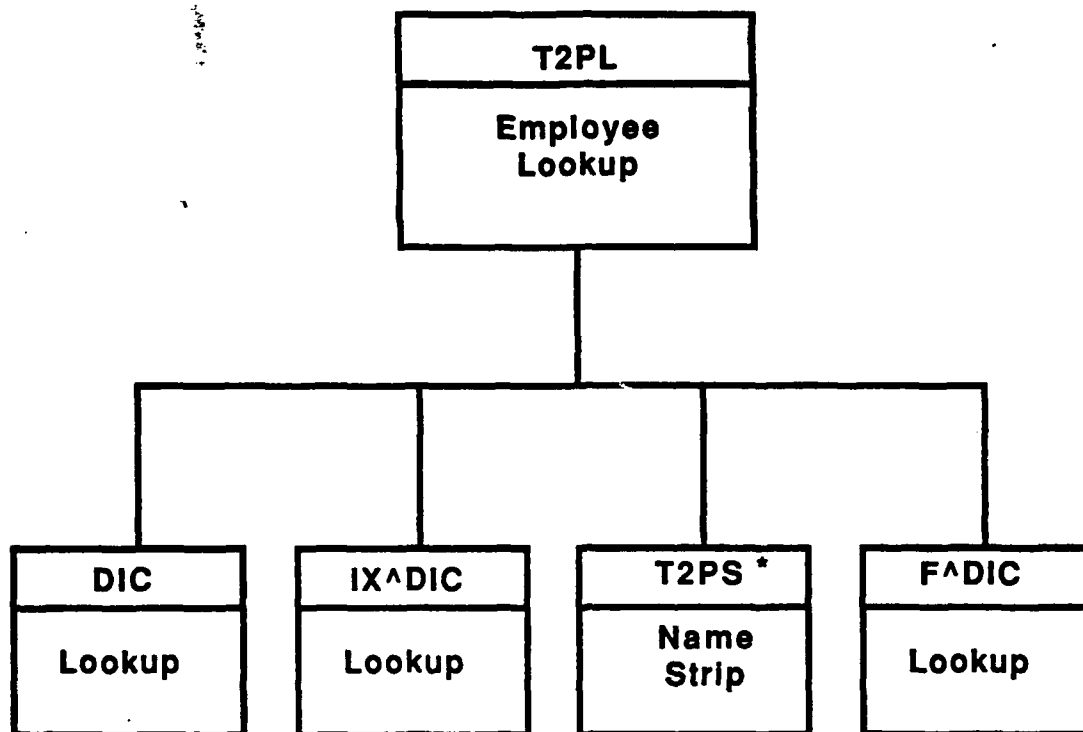 T2PL
Employee
Lookup
DIC
Lookup
IX^DIC
Lookup
T2PS *
Name
Strip
F^DIC
Lookup